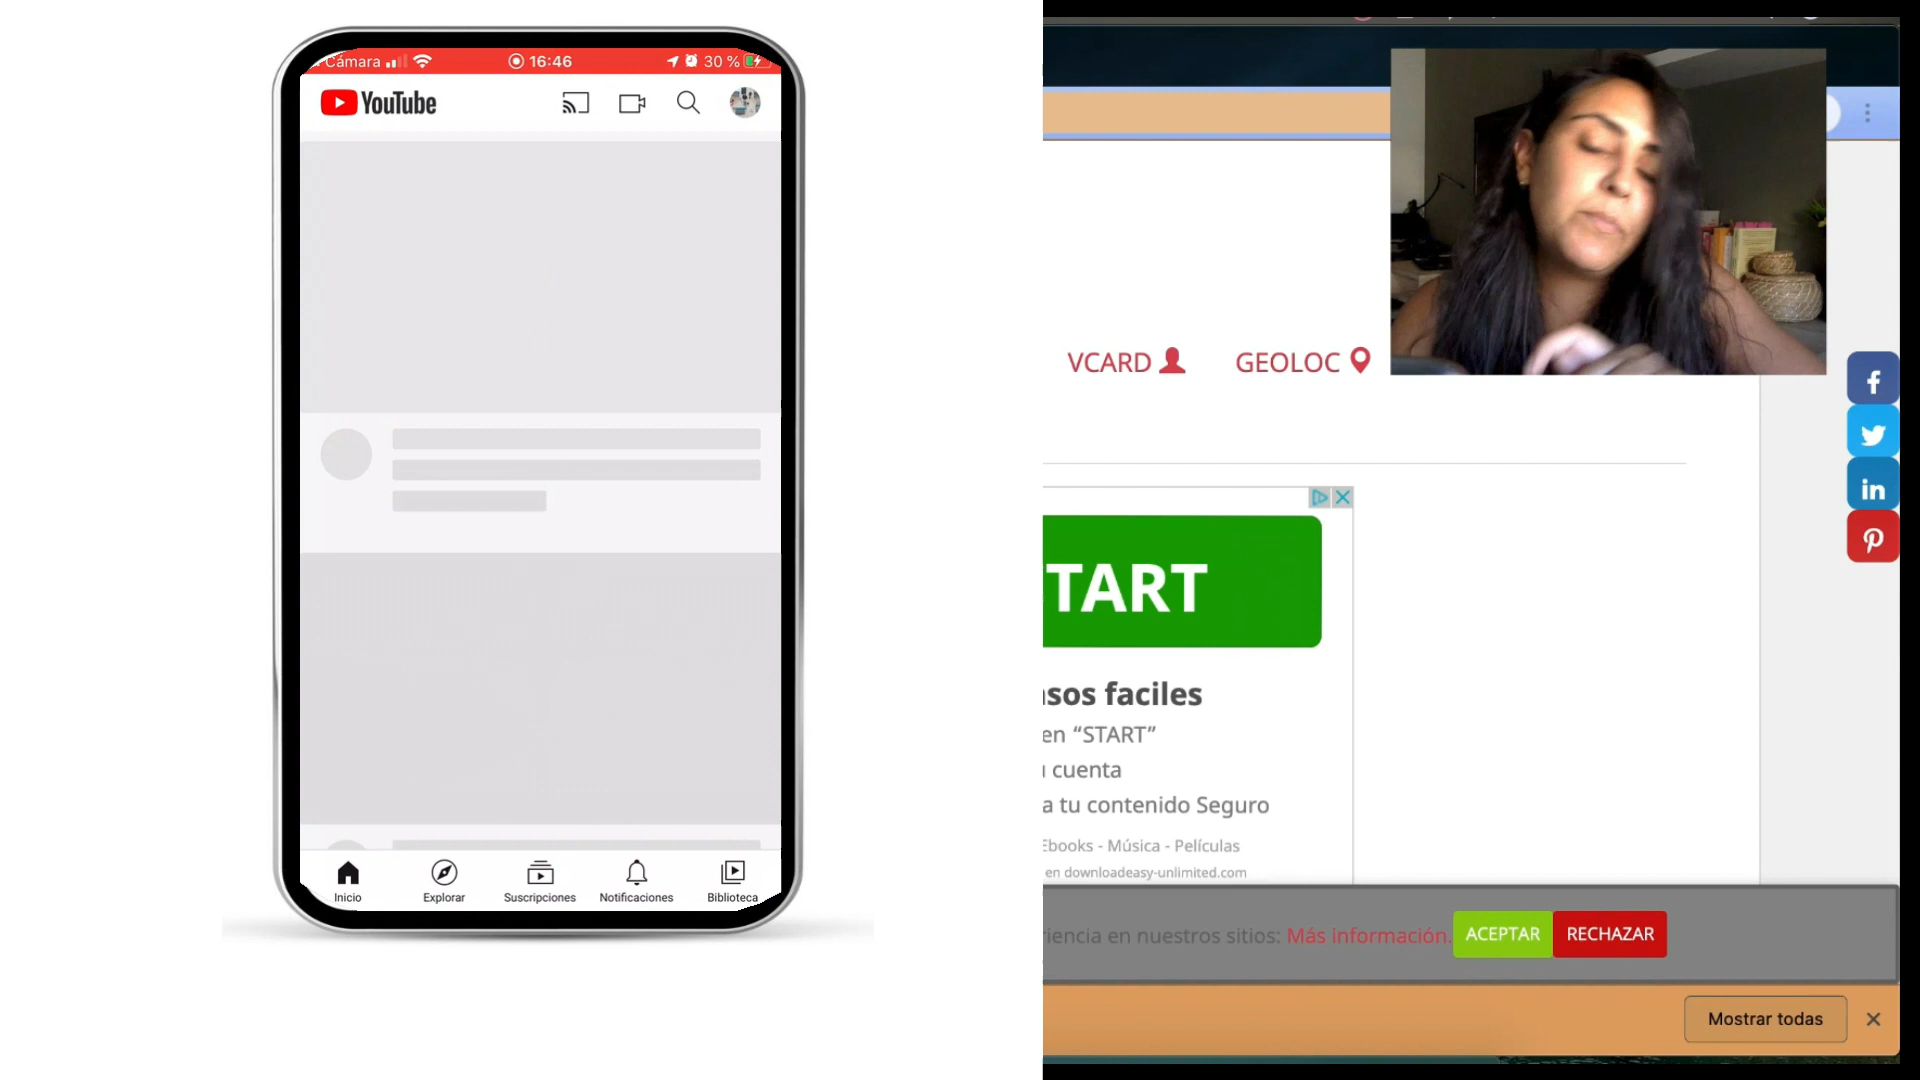 Cámara
16:46
30 %
YouTube
Inicio
Explorar
Suscripciones
Notificaciones
Biblioteca
VCARD
GEOLOC
TART
sos faciles
en “START”
cuenta
a tu contenido Seguro
Ebooks - Música - Películas
en downloadeasy-unlimited.com
riencia en nuestros sitios: Más información.
ACEPTAR
RECHAZAR
Mostrar todas